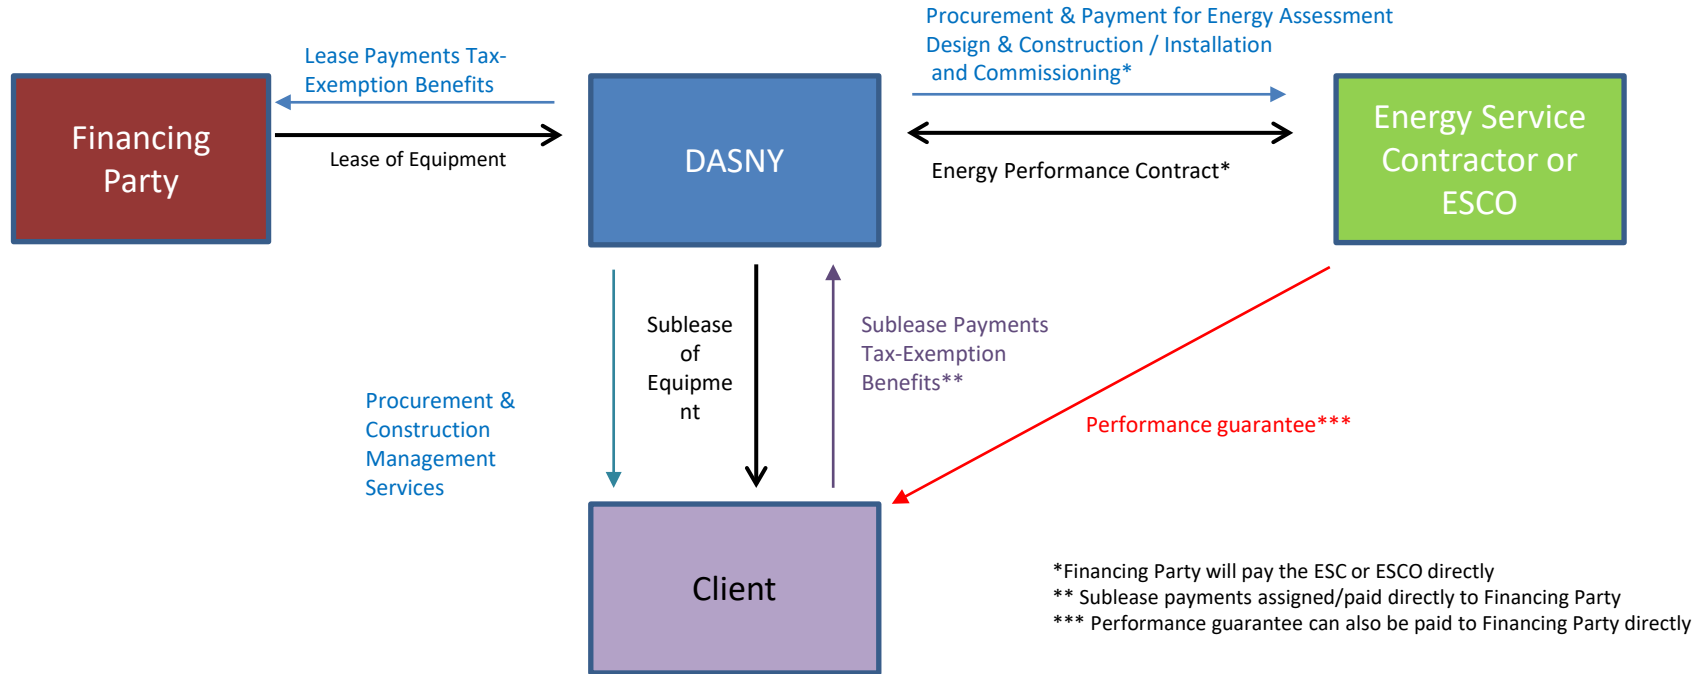 Procurement & Payment for Energy Assessment
Design & Construction / Installation
and Commissioning*
Lease Payments Tax-
Exemption Benefits
Financing
Party
Lease of Equipment
DASNY
Energy Performance Contract*
Energy Service
Contractor or
ESCO
Procurement &
Construction
Management
Services
Sublease
of
Equipme
nt
Sublease Payments
Tax-Exemption
Benefits**
Performance guarantee***
Client
*Financing Party will pay the ESC or ESCO directly
** Sublease payments assigned/paid directly to Financing Party
*** Performance guarantee can also be paid to Financing Party directly